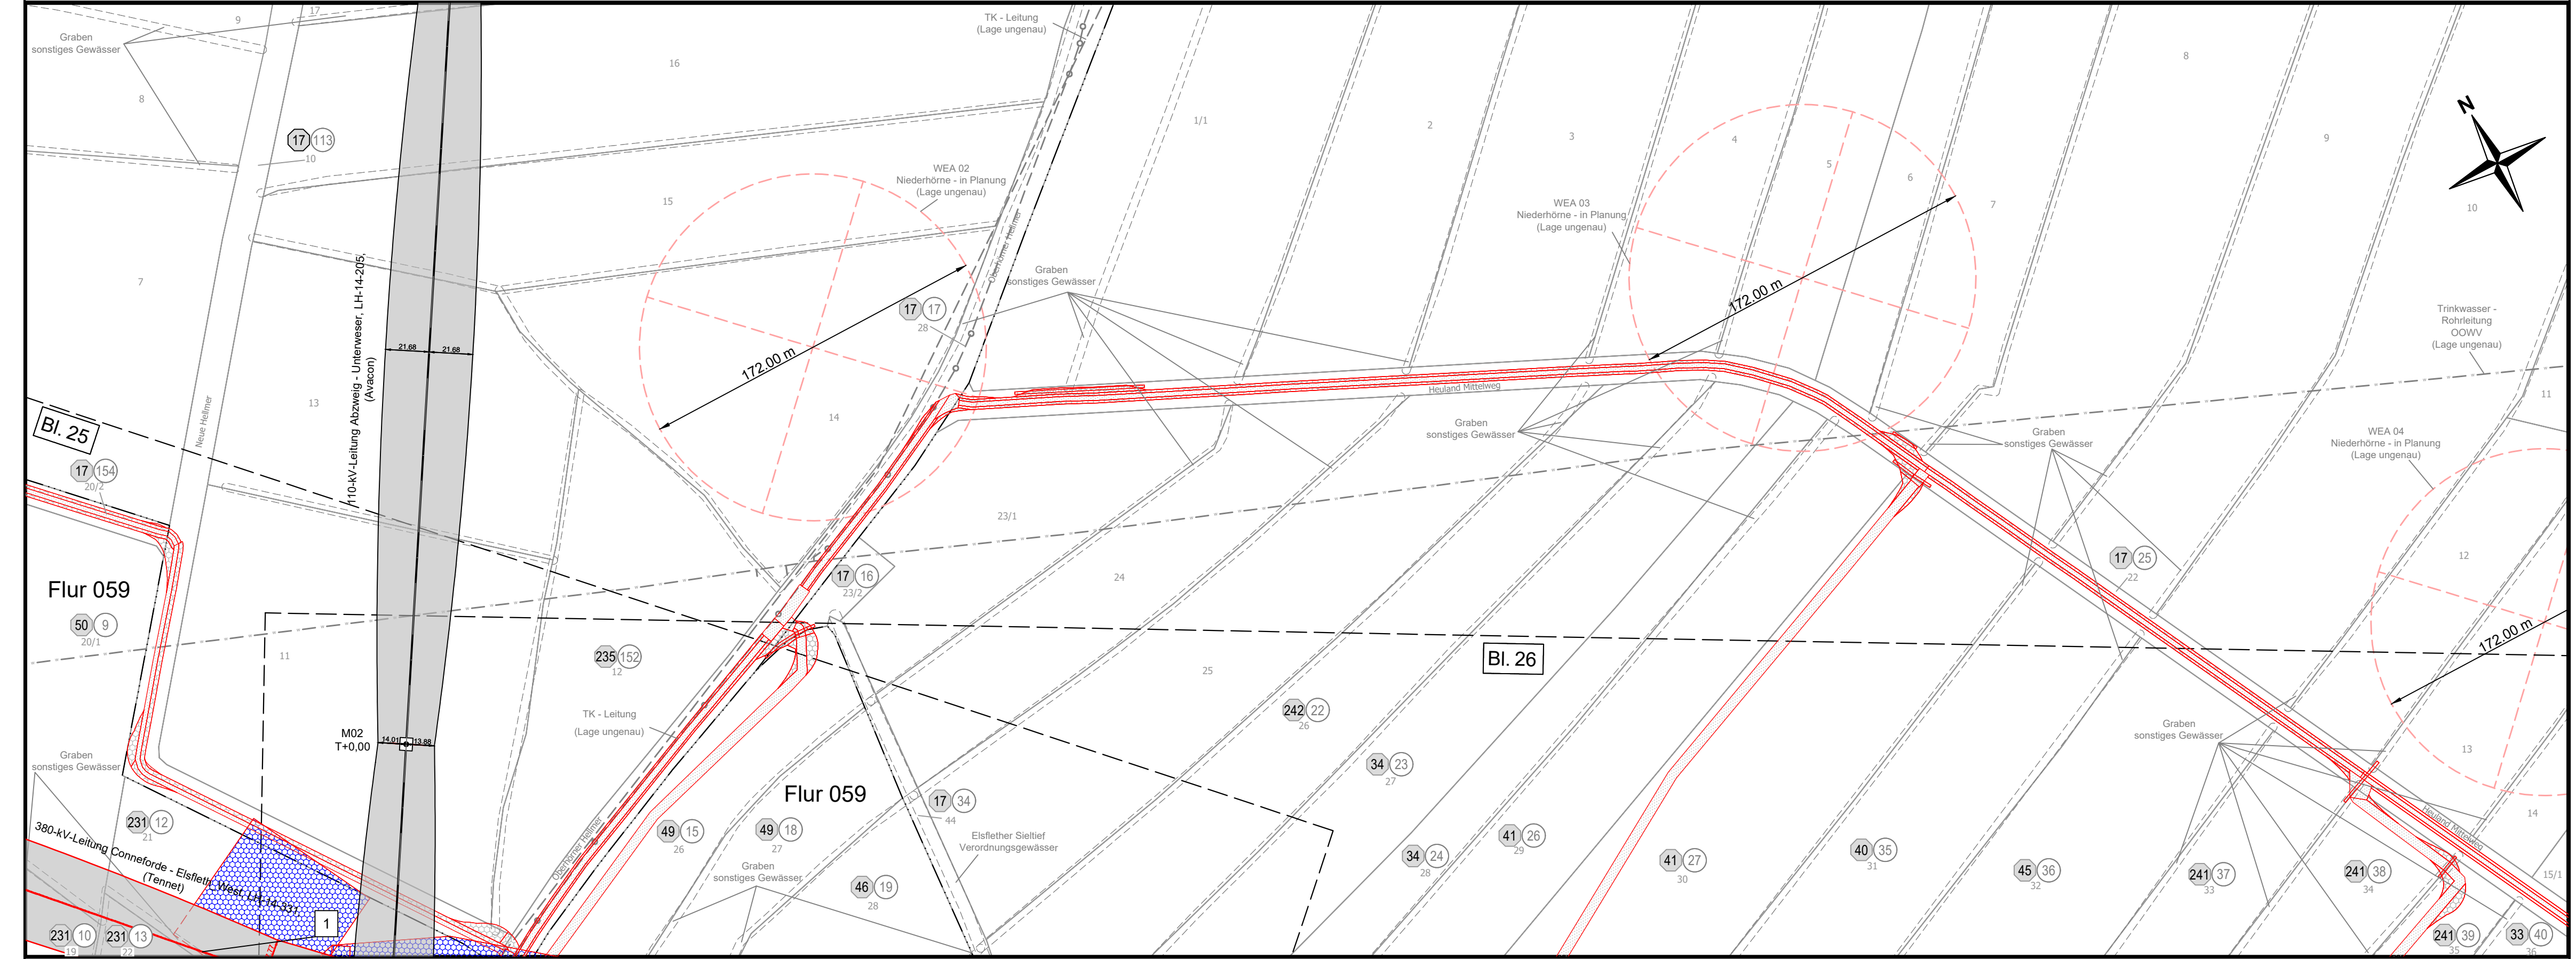 9
17
Graben
sonstiges Gewässer
8
17 113
10
16
TK - Leitung
(Lage ungenau)
1/1
2
3
4
5
6
7
8
9
10
N
WEA 02
Niederhörne - in Planung
(Lage ungenau)
15
WEA 03
Niederhörne - in Planung
(Lage ungenau)
7
13
Neue Hellmer
110-kV-Leitung Abzweig - Unterweser, LH-14-205,
(Avacon)
21.68
21.68
172.00 m
14
17 17
28
Oberhörner Hellmer
Graben
sonstiges Gewässer
172.00 m
Heuland Mittelweg
Trinkwasser -
Rohrleitung
OOWV
(Lage ungenau)
11
Bl. 25
17 154
20/2
Graben
sonstiges Gewässer
Graben
sonstiges Gewässer
WEA 04
Niederhörne - in Planung
(Lage ungenau)
23/1
24
17 16
23/2
17 25
22
12
Flur 059
50 9
20/1
11
235 152
12
25
Bl. 26
172.00 m
TK - Leitung
(Lage ungenau)
M02
T+0,00
14.01
13.88
242 22
26
34 23
27
Graben
sonstiges Gewässer
13
Graben
sonstiges Gewässer
231 12
21
380-kV-Leitung Conneforde - Elsfleth_West, LH-14-331
(Tennet)
Flur 059
17 34
44
49 15
26
49 18
27
Elsflether Sieltief
Verordnungsgewässer
Oberhörner Hellmer
Graben
sonstiges Gewässer
46 19
28
34 24
28
41 26
29
41 27
30
40 35
31
45 36
32
241 37
33
241 38
34
Heuland Mittelweg
14
15/1
1
231 10
19
231 13
22
241 39
35
33 40
36